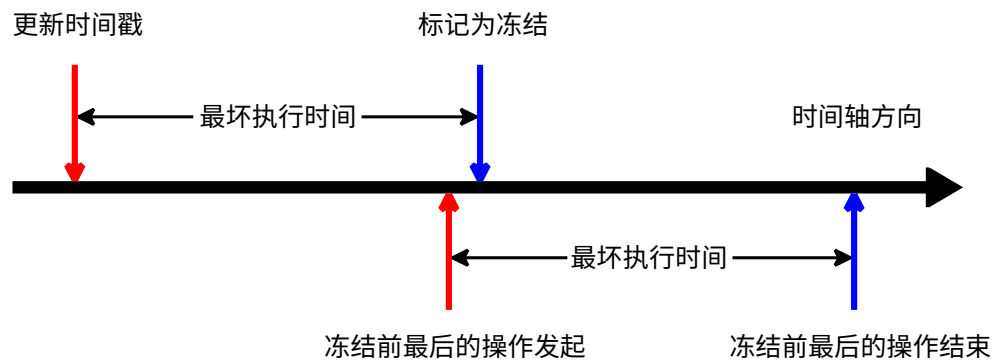 更新时间戳
标记为冻结
最坏执行时间
时间轴方向
最坏执行时间
冻结前最后的操作发起
冻结前最后的操作结束